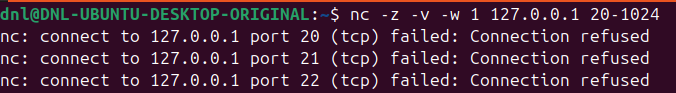 dnl@DNL-UBUNTU-DESKTOP-ORIGINAL:~$ nc -z -v -w 1 127.0.0.1 20-1024
nc: connect to 127.0.0.1 port 20 (tcp) failed: Connection refused
nc: connect to 127.0.0.1 port 21 (tcp) failed: Connection refused
nc: connect to 127.0.0.1 port 22 (tcp) failed: Connection refused